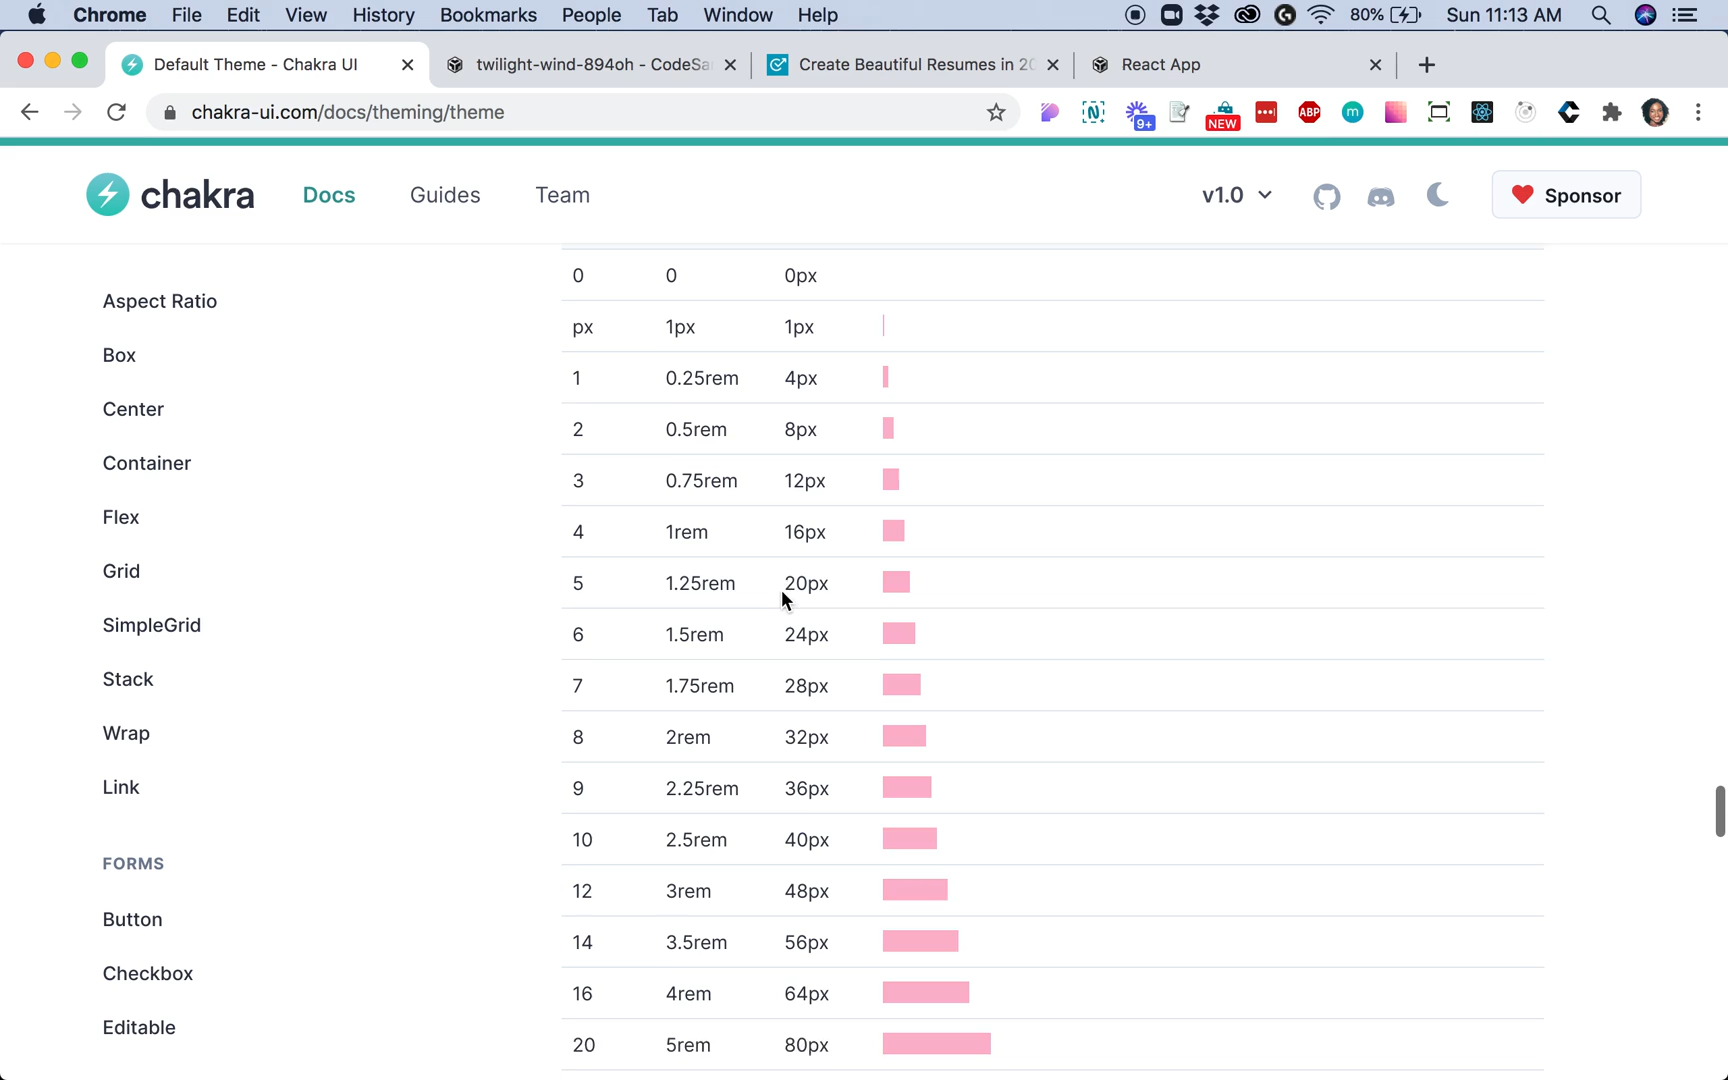 Chrome File Edit View History Bookmarks People Tab Window Help 80% Sun 11:13 AM
Default Theme - Chakra UI twilight-wind-894oh - CodeSa Create Beautiful Resumes in 20 React App
chakra-ui.com/docs/theming/theme 9+ NEW ABP m
chakra Docs Guides Team v1.0 Sponsor
Aspect Ratio
Box
Center
Container
Flex
Grid
SimpleGrid
Stack
Wrap
Link
FORMS
Button
Checkbox
Editable
0 0 0px
px 1px 1px
1 0.25rem 4px
2 0.5rem 8px
3 0.75rem 12px
4 1rem 16px
5 1.25rem 20px
6 1.5rem 24px
7 1.75rem 28px
8 2rem 32px
9 2.25rem 36px
10 2.5rem 40px
12 3rem 48px
14 3.5rem 56px
16 4rem 64px
20 5rem 80px